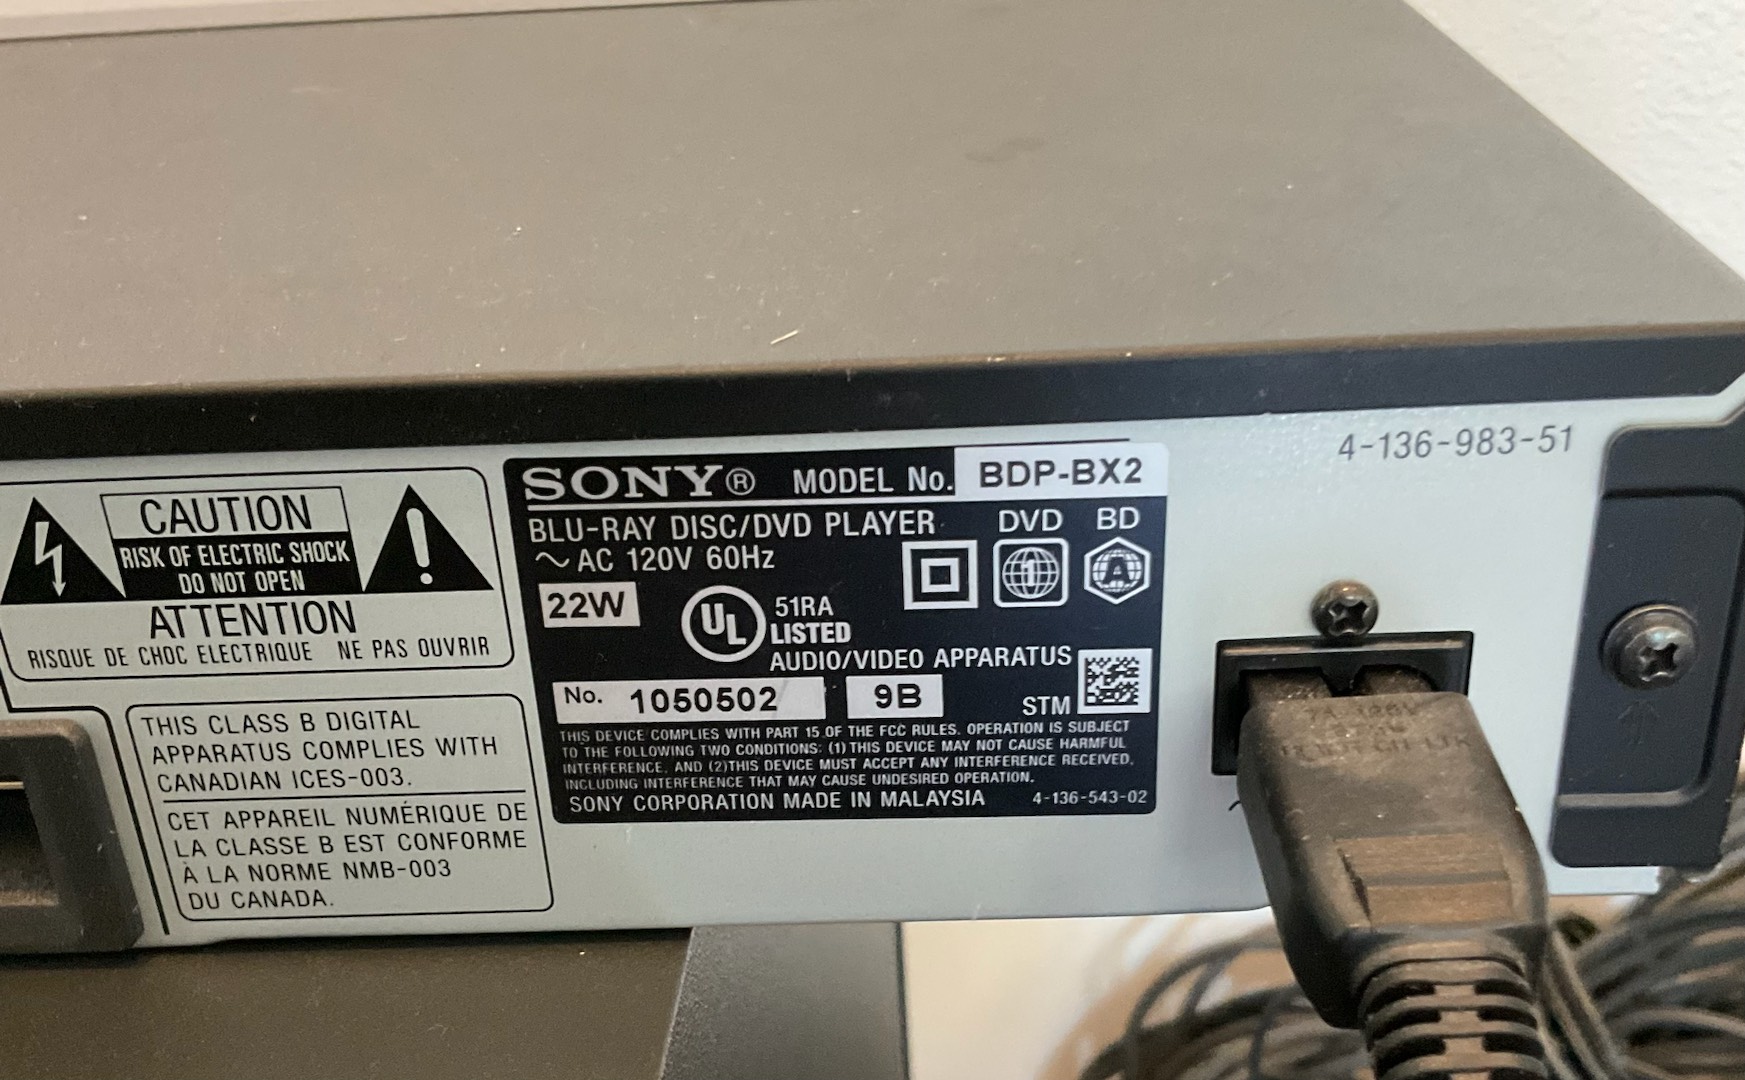 4-136-983-51
CAUTION
RISK OF ELECTRIC SHOCK
DO NOT OPEN
ATTENTION
RISQUE DE CHOC ELECTRIQUE NE PAS OUVRIR
THIS CLASS B DIGITAL
APPARATUS COMPLIES WITH
CANADIAN ICES-003.
CET APPAREIL NUMÉRIQUE DE
LA CLASSE B EST CONFORME
À LA NORME NMB-003
DU CANADA.
SONY® MODEL No. BDP-BX2
BLU-RAY DISC/DVD PLAYER DVD BD
~ AC 120V 60Hz
1 A
22W
UL 51RA
LISTED
AUDIO/VIDEO APPARATUS
No. 1050502 9B STM
THIS DEVICE COMPLIES WITH PART 15 OF THE FCC RULES. OPERATION IS SUBJECT
TO THE FOLLOWING TWO CONDITIONS: (1) THIS DEVICE MAY NOT CAUSE HARMFUL
INTERFERENCE, AND (2)THIS DEVICE MUST ACCEPT ANY INTERFERENCE RECEIVED,
INCLUDING INTERFERENCE THAT MAY CAUSE UNDESIRED OPERATION.
SONY CORPORATION MADE IN MALAYSIA 4-136-543-02